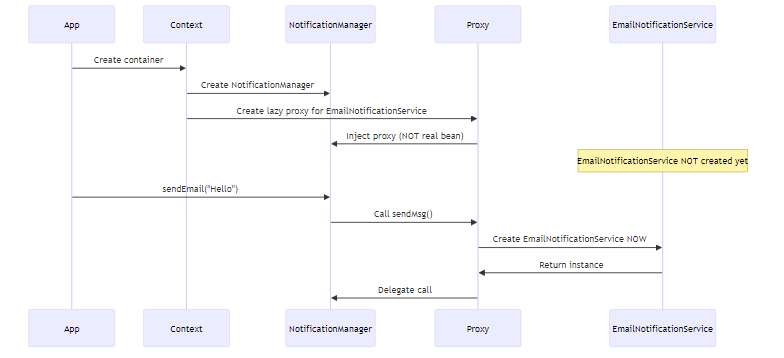 App
Context
NotificationManager
Proxy
EmailNotificationService
Create container
Create NotificationManager
Create lazy proxy for EmailNotificationService
Inject proxy (NOT real bean)
EmailNotificationService NOT created yet
sendEmail("Hello")
Call sendMsg()
Create EmailNotificationService NOW
Return instance
Delegate call
App
Context
NotificationManager
Proxy
EmailNotificationService